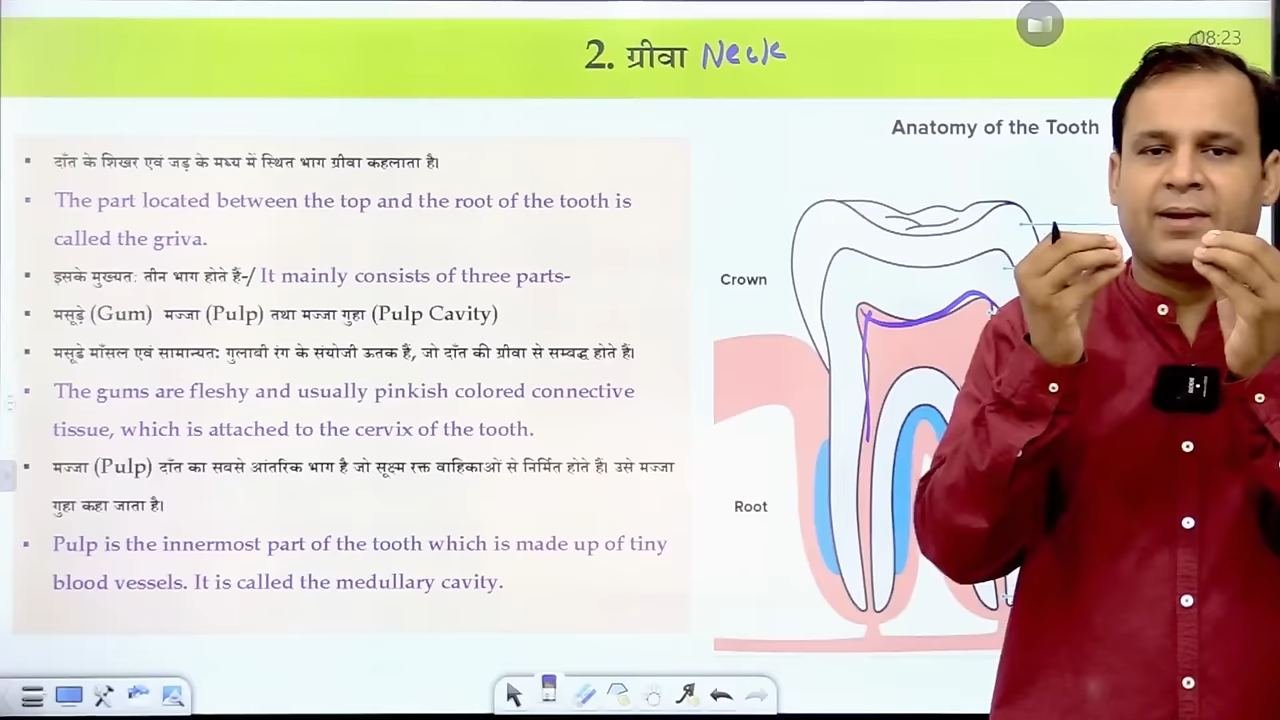 08:23
2. ग्रीवा Neck
Anatomy of the Tooth
दाँत के शिखर एवं जड़ के मध्य में स्थित भाग ग्रीवा कहलाता है।
The part located between the top and the root of the tooth is
called the griva.
इसके मुख्यत: तीन भाग होते हैं-/ It mainly consists of three parts-
मसूड़े (Gum) मज्जा (Pulp) तथा मज्जा गुहा (Pulp Cavity)
मसूडे माँसल एवं सामान्यत: गुलाबी रंग के संयोजी ऊतक हैं, जो दाँत की ग्रीवा से सम्बद्ध होते हैं।
The gums are fleshy and usually pinkish colored connective
tissue, which is attached to the cervix of the tooth.
मज्जा (Pulp) दाँत का सबसे आंतरिक भाग है जो सूक्ष्म रक्त वाहिकाओं से निर्मित होते हैं। उसे मज्जा
गुहा कहा जाता है।
Pulp is the innermost part of the tooth which is made up of tiny
blood vessels. It is called the medullary cavity.
Crown
Root